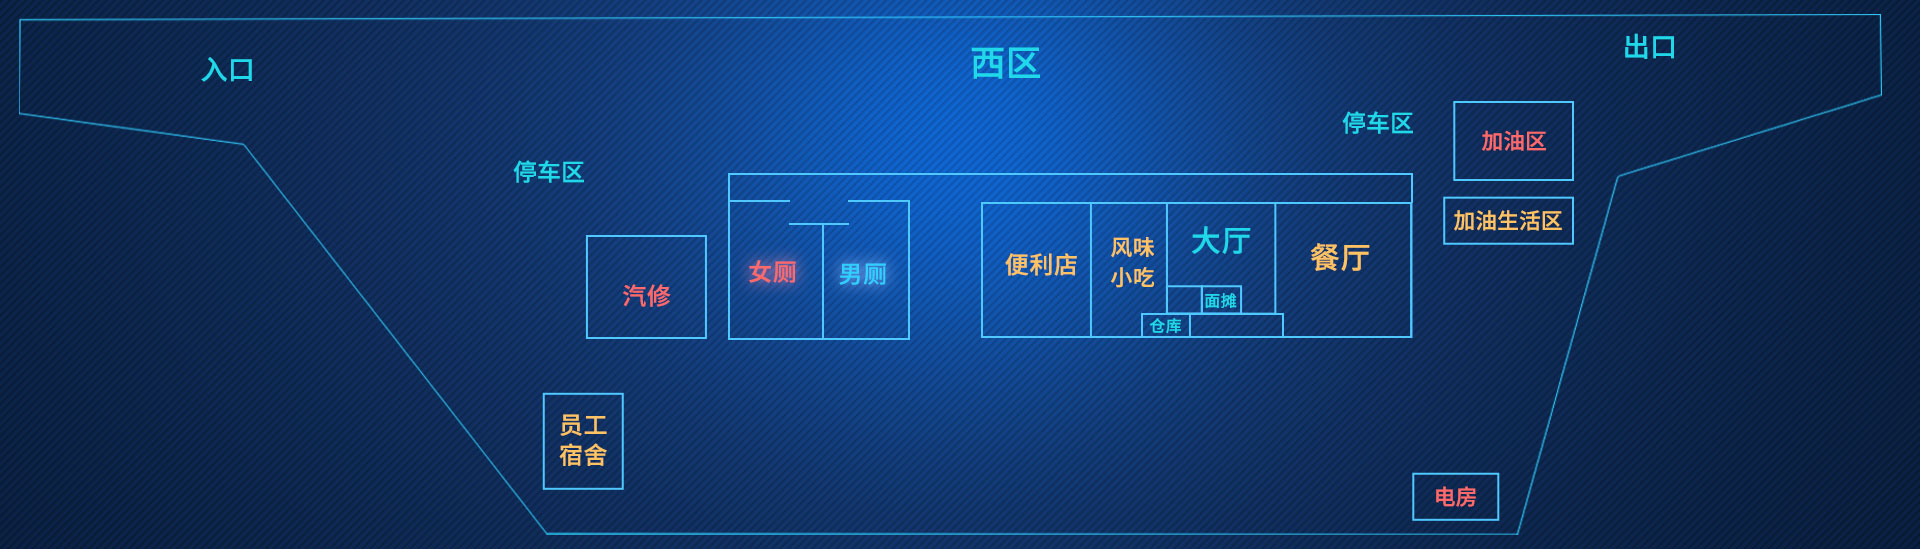 入口
西区
出口
停车区
停车区
加油区
加油生活区
女厕
男厕
汽修
便利店
风味
小吃
大厅
餐厅
面摊
仓库
员工
宿舍
电房